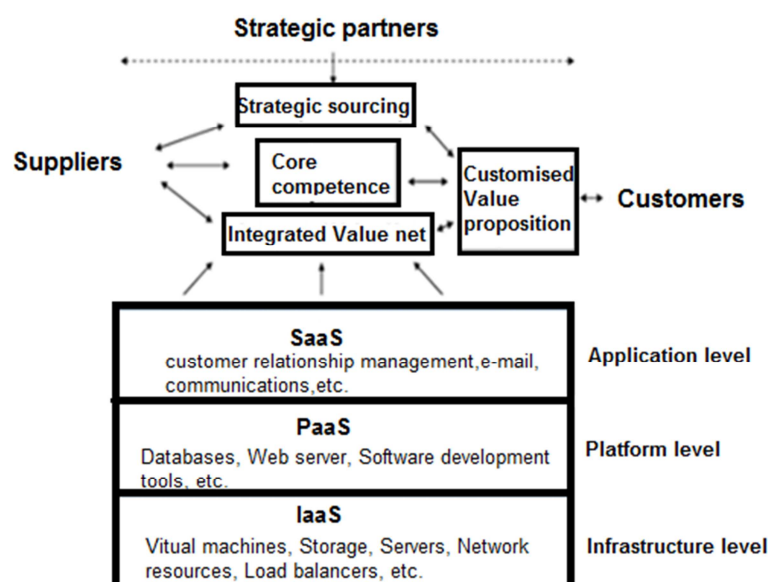 Strategic partners
Strategic sourcing
Suppliers
Core
competence
Customised
Value
proposition
Customers
Integrated Value net
SaaS
customer relationship management,e-mail,
communications,etc.
Application level
PaaS
Databases, Web server, Software development
tools, etc.
Platform level
IaaS
Vitual machines, Storage, Servers, Network
resources, Load balancers, etc.
Infrastructure level